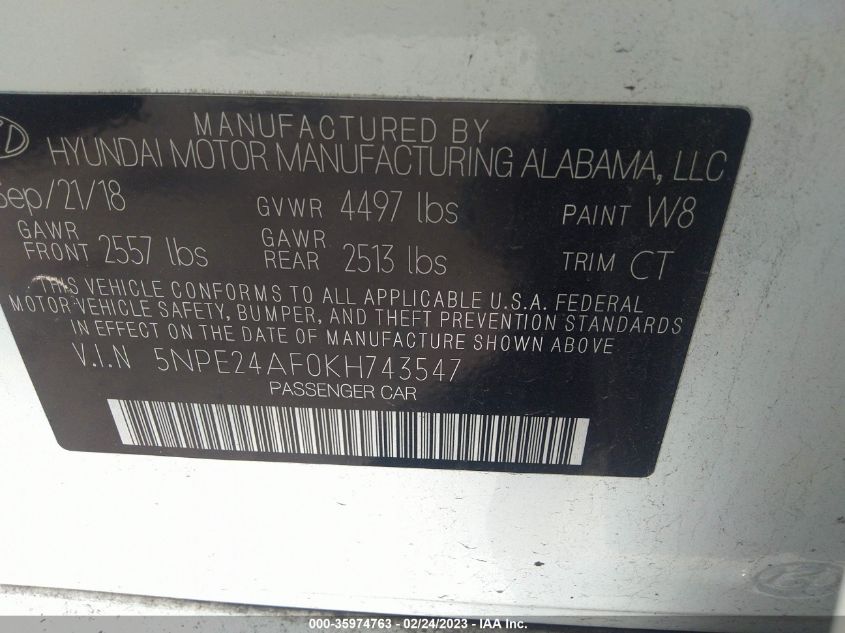 MANUFACTURED BY
HYUNDAI MOTOR MANUFACTURING ALABAMA, LLC
Sep/21/18 GVWR 4497 lbs PAINT W8
GAWR FRONT 2557 lbs GAWR REAR 2513 lbs TRIM CT
THIS VEHICLE CONFORMS TO ALL APPLICABLE U.S.A. FEDERAL
MOTOR VEHICLE SAFETY, BUMPER, AND THEFT PREVENTION STANDARDS
IN EFFECT ON THE DATE OF MANUFACTURE SHOWN ABOVE.
V.I.N 5NPE24AF0KH743547
PASSENGER CAR
000-35974763 - 02/24/2023 - IAA Inc.